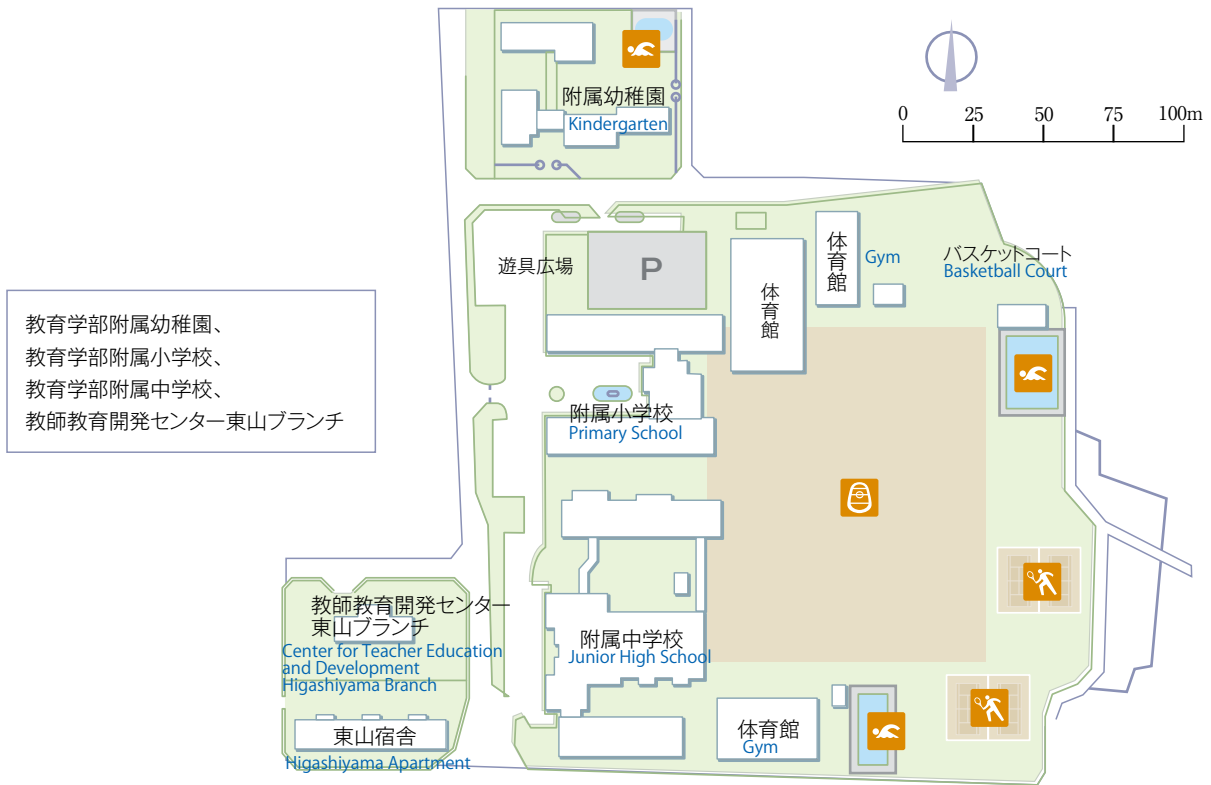 附属幼稚園
Kindergarten
0 25 50 75 100m
遊具広場
P
体育館
体育館
Gym
バスケットコート
Basketball Court
教育学部附属幼稚園、
教育学部附属小学校、
教育学部附属中学校、
教師教育開発センター東山ブランチ
附属小学校
Primary School
教師教育開発センター
東山ブランチ
Center for Teacher Education
and Development
Higashiyama Branch
附属中学校
Junior High School
東山宿舎
Higashiyama Apartment
体育館
Gym